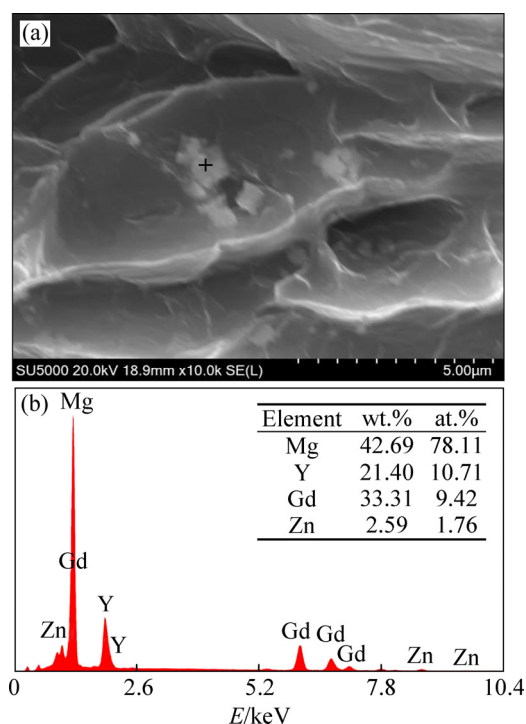 (a)
+
SU5000 20.0kV 18.9mm x10.0k SE(L) 5.00µm
(b)
Mg
Element wt.% at.%
Mg 42.69 78.11
Y 21.40 10.71
Gd 33.31 9.42
Zn 2.59 1.76
Gd
Zn
Y
Y
Gd
Gd
Gd
Zn
Zn
0 2.6 5.2 7.8 10.4
E/keV